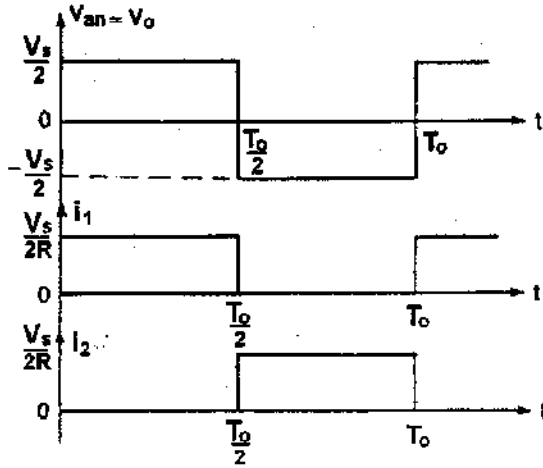 Van = Vo
Vs/2
0
t
To/2
To
-Vs/2
i1
Vs/2R
0
t
To/2
To
i2
Vs/2R
0
t
To/2
To